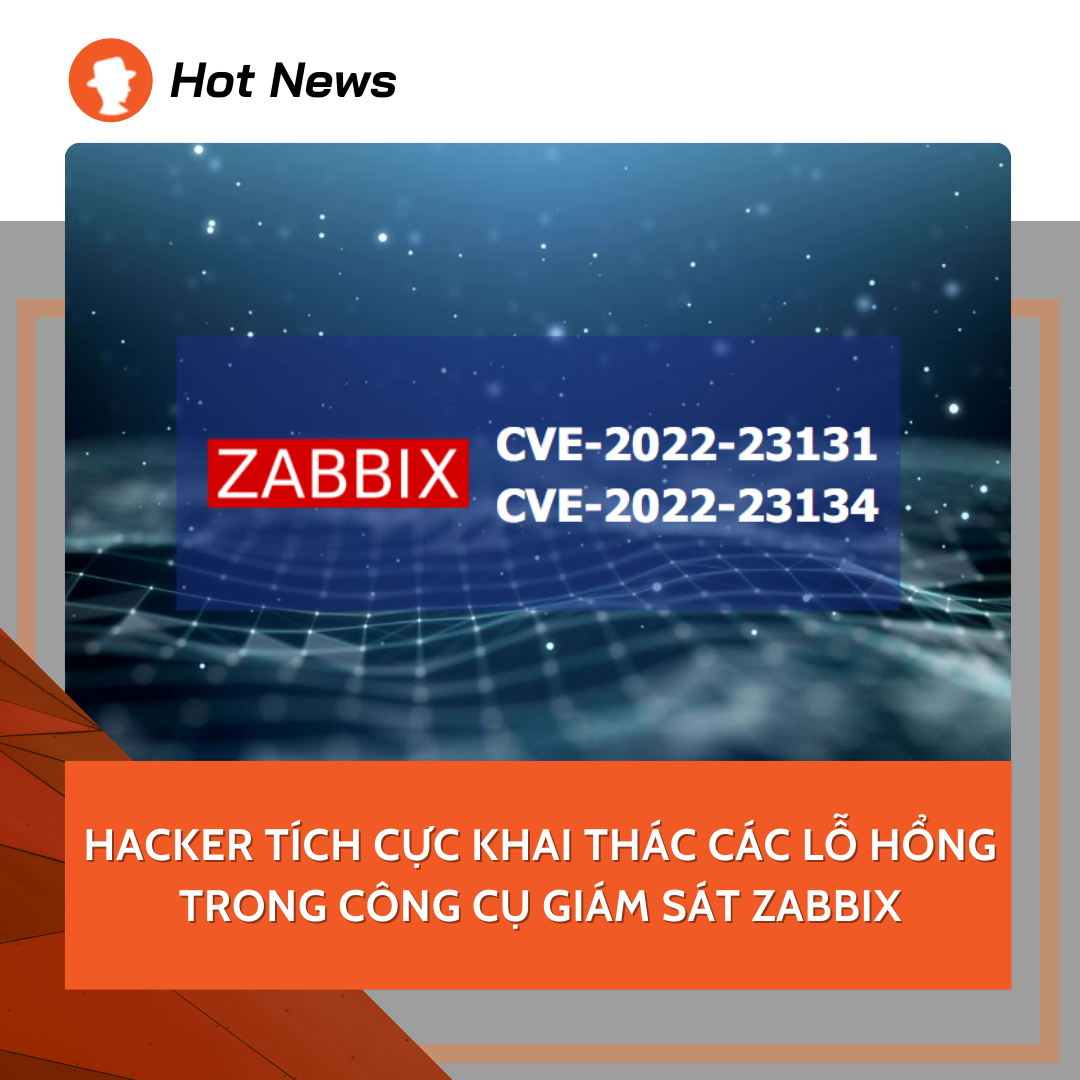 Hot News
ZABBIX
CVE-2022-23131
CVE-2022-23134
HACKER TÍCH CỰC KHAI THÁC CÁC LỖ HỔNG
TRONG CÔNG CỤ GIÁM SÁT ZABBIX